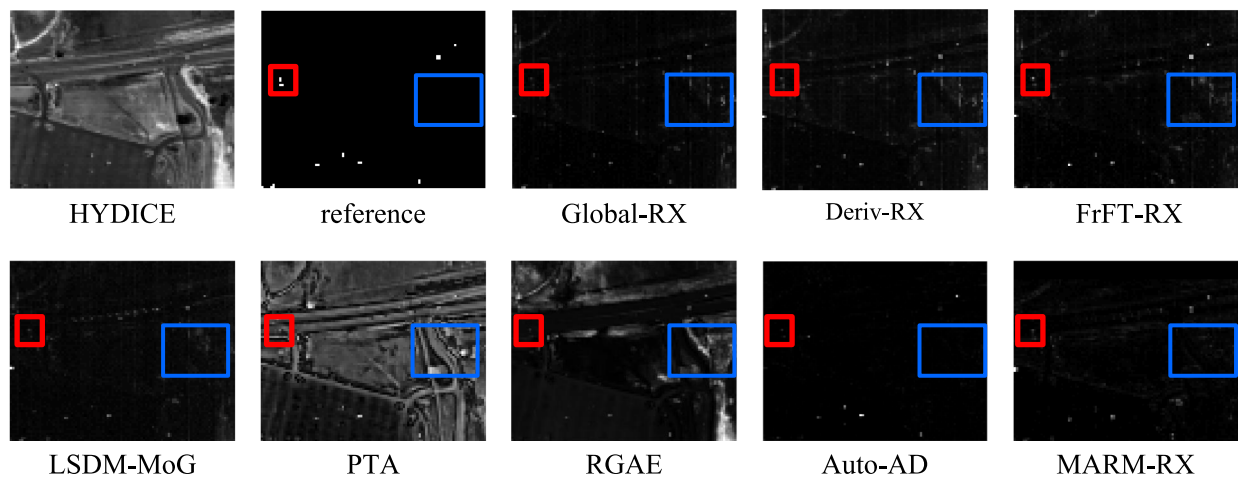 HYDICE reference Global-RX Deriv-RX FrFT-RX
LSDM-MoG PTA RGAE Auto-AD MARM-RX